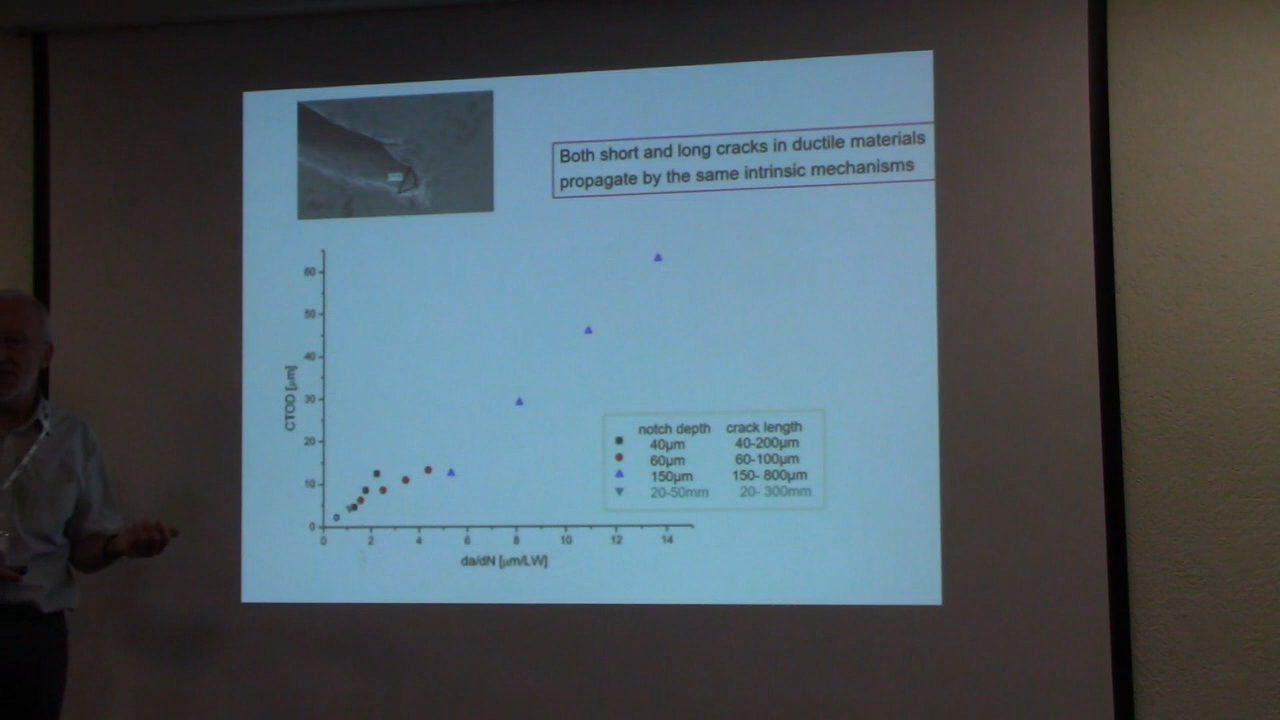 Both short and long cracks in ductile materials
propagate by the same intrinsic mechanisms
60
50
40
30
20
10
0
CTOD [μm]
0 2 4 6 8 10 12 14
da/dN [μm/LW]
notch depth crack length
40μm 40-200μm
60μm 60-100μm
150μm 150- 800μm
20-50mm 20- 300mm